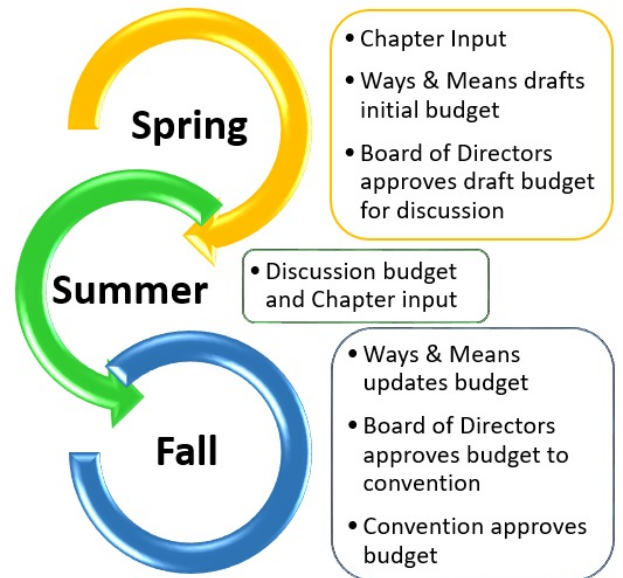 Spring
• Chapter Input
• Ways & Means drafts
initial budget
• Board of Directors
approves draft budget
for discussion
Summer
• Discussion budget
and Chapter input
Fall
• Ways & Means
updates budget
• Board of Directors
approves budget to
convention
• Convention approves
budget